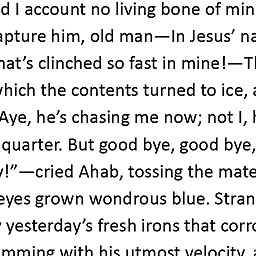 d I account no living bone of min
apture him, old man—In Jesus’ na
hat’s clinched so fast in mine!—Th
which the contents turned to ice, a
Aye, he’s chasing me now; not I, h
quarter. But good bye, good bye,
y!”—cried Ahab, tossing the mate
eyes grown wondrous blue. Stran
yesterday’s fresh irons that corro
mming with his utmost velocity, a